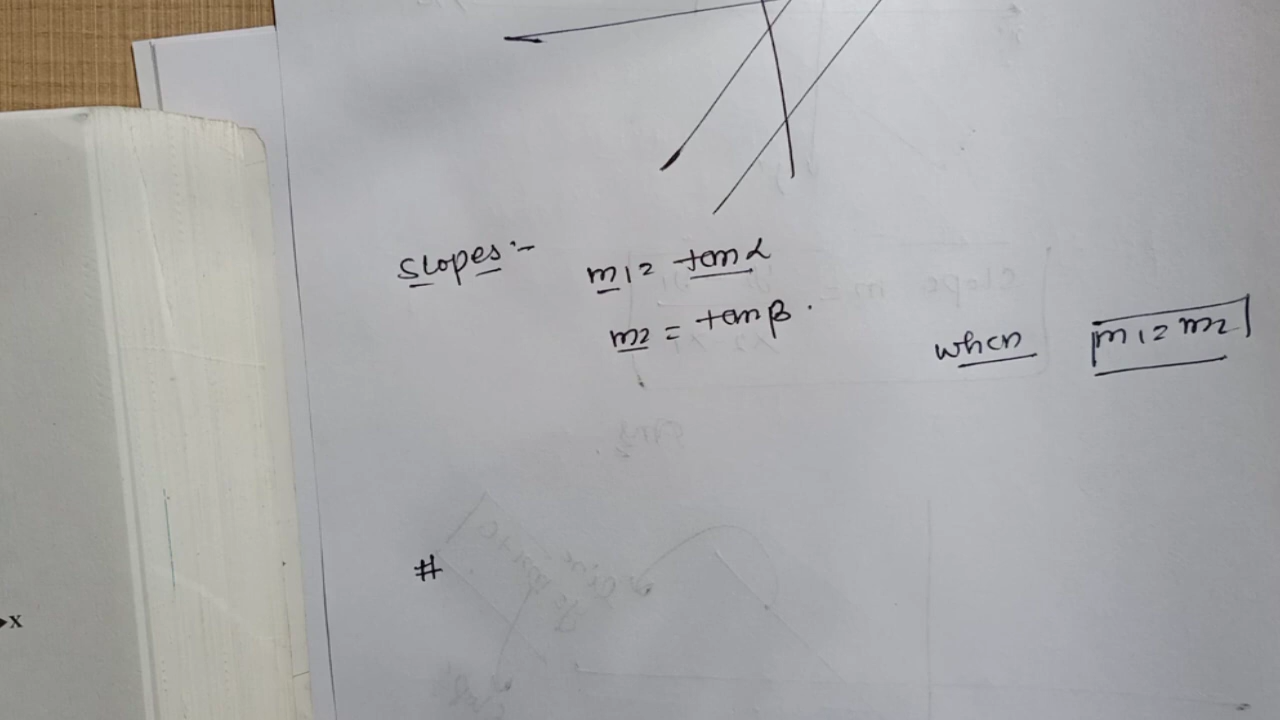 Slopes :-
m1 = tanα
m2 = tanβ.
when m1 = m2
#
X